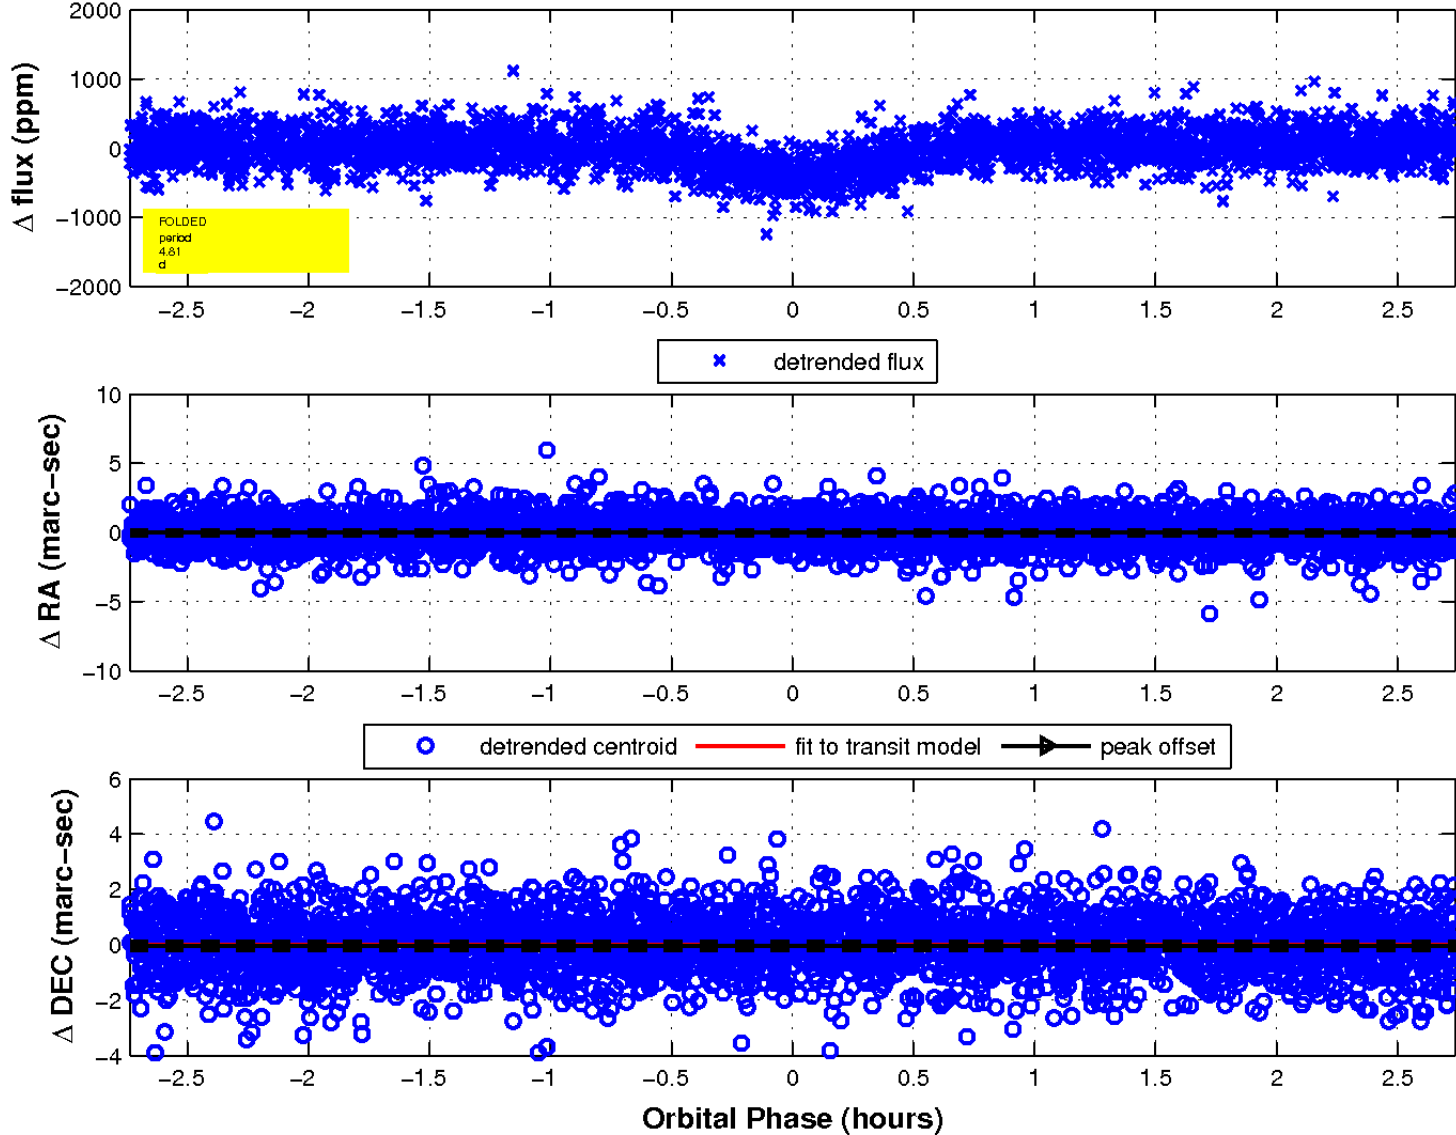 2000
1000
0
−1000
−2000
Δ flux (ppm)
FOLDED
period
4.81
d
−2.5 −2 −1.5 −1 −0.5 0 0.5 1 1.5 2 2.5
detrended flux
10
5
0
−5
−10
Δ RA (marc−sec)
−2.5 −2 −1.5 −1 −0.5 0 0.5 1 1.5 2 2.5
detrended centroid fit to transit model peak offset
6
4
2
0
−2
−4
Δ DEC (marc−sec)
−2.5 −2 −1.5 −1 −0.5 0 0.5 1 1.5 2 2.5
Orbital Phase (hours)